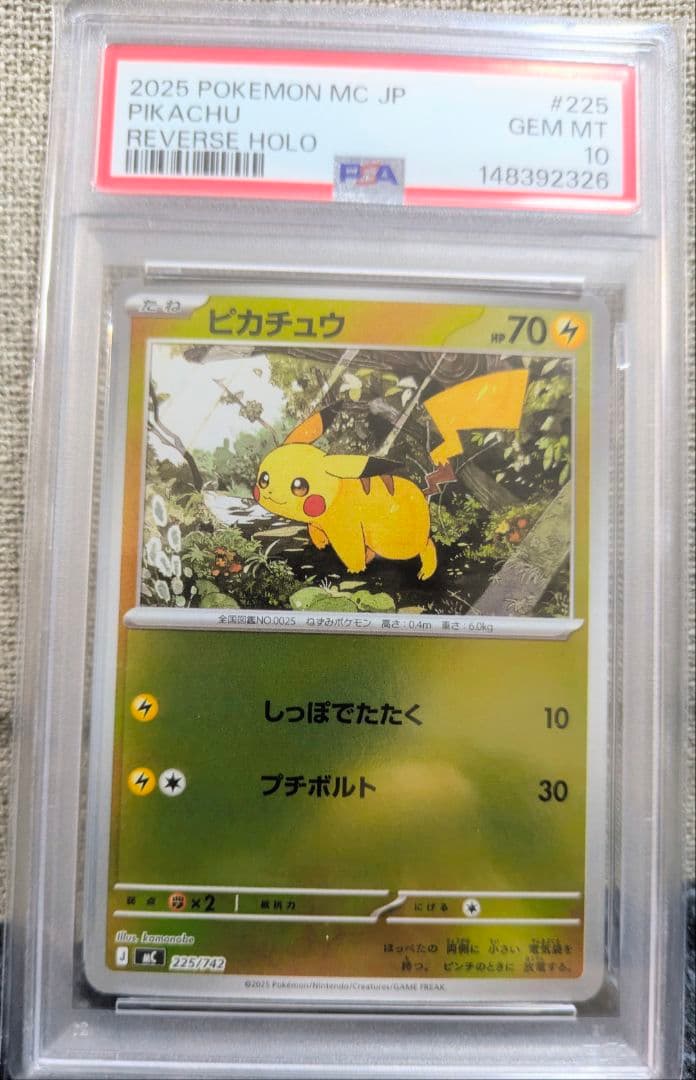 2025 POKEMON MC JP #225
PIKACHU GEM MT
REVERSE HOLO 10
PSA 148392326
たね ピカチュウ HP70
全国図鑑NO.0025 ねずみポケモン 高さ:0.4m 重さ:6.0kg
しっぽでたたく 10
プチボルト 30
弱点 ×2 抵抗力 にげる
Illus. komonobe
ほっぺたの 両側に 小さい 電気袋を
J MC 225/742 持つ。 ピンチのときに 放電する。
©2025 Pokémon/Nintendo/Creatures/GAME FREAK.